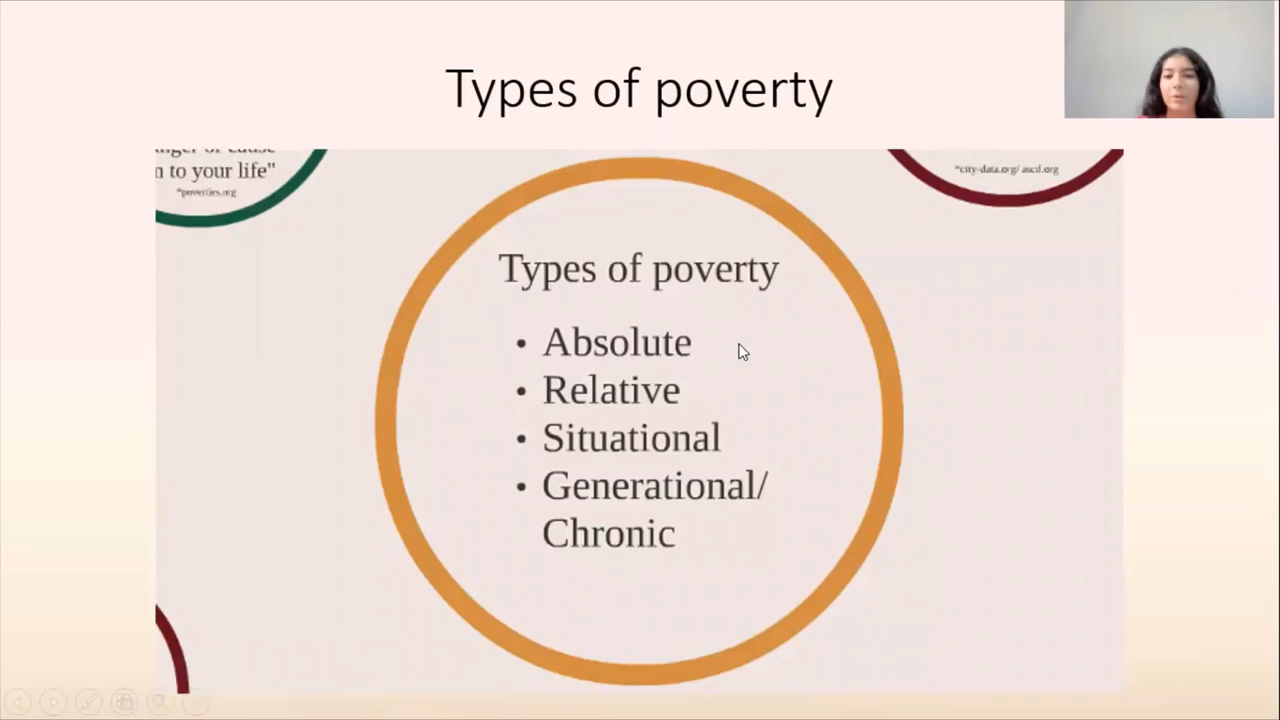 Types of poverty
to your life"
*poverties.org
*city-data.org/ ascd.org
Types of poverty
• Absolute
• Relative
• Situational
• Generational/
Chronic